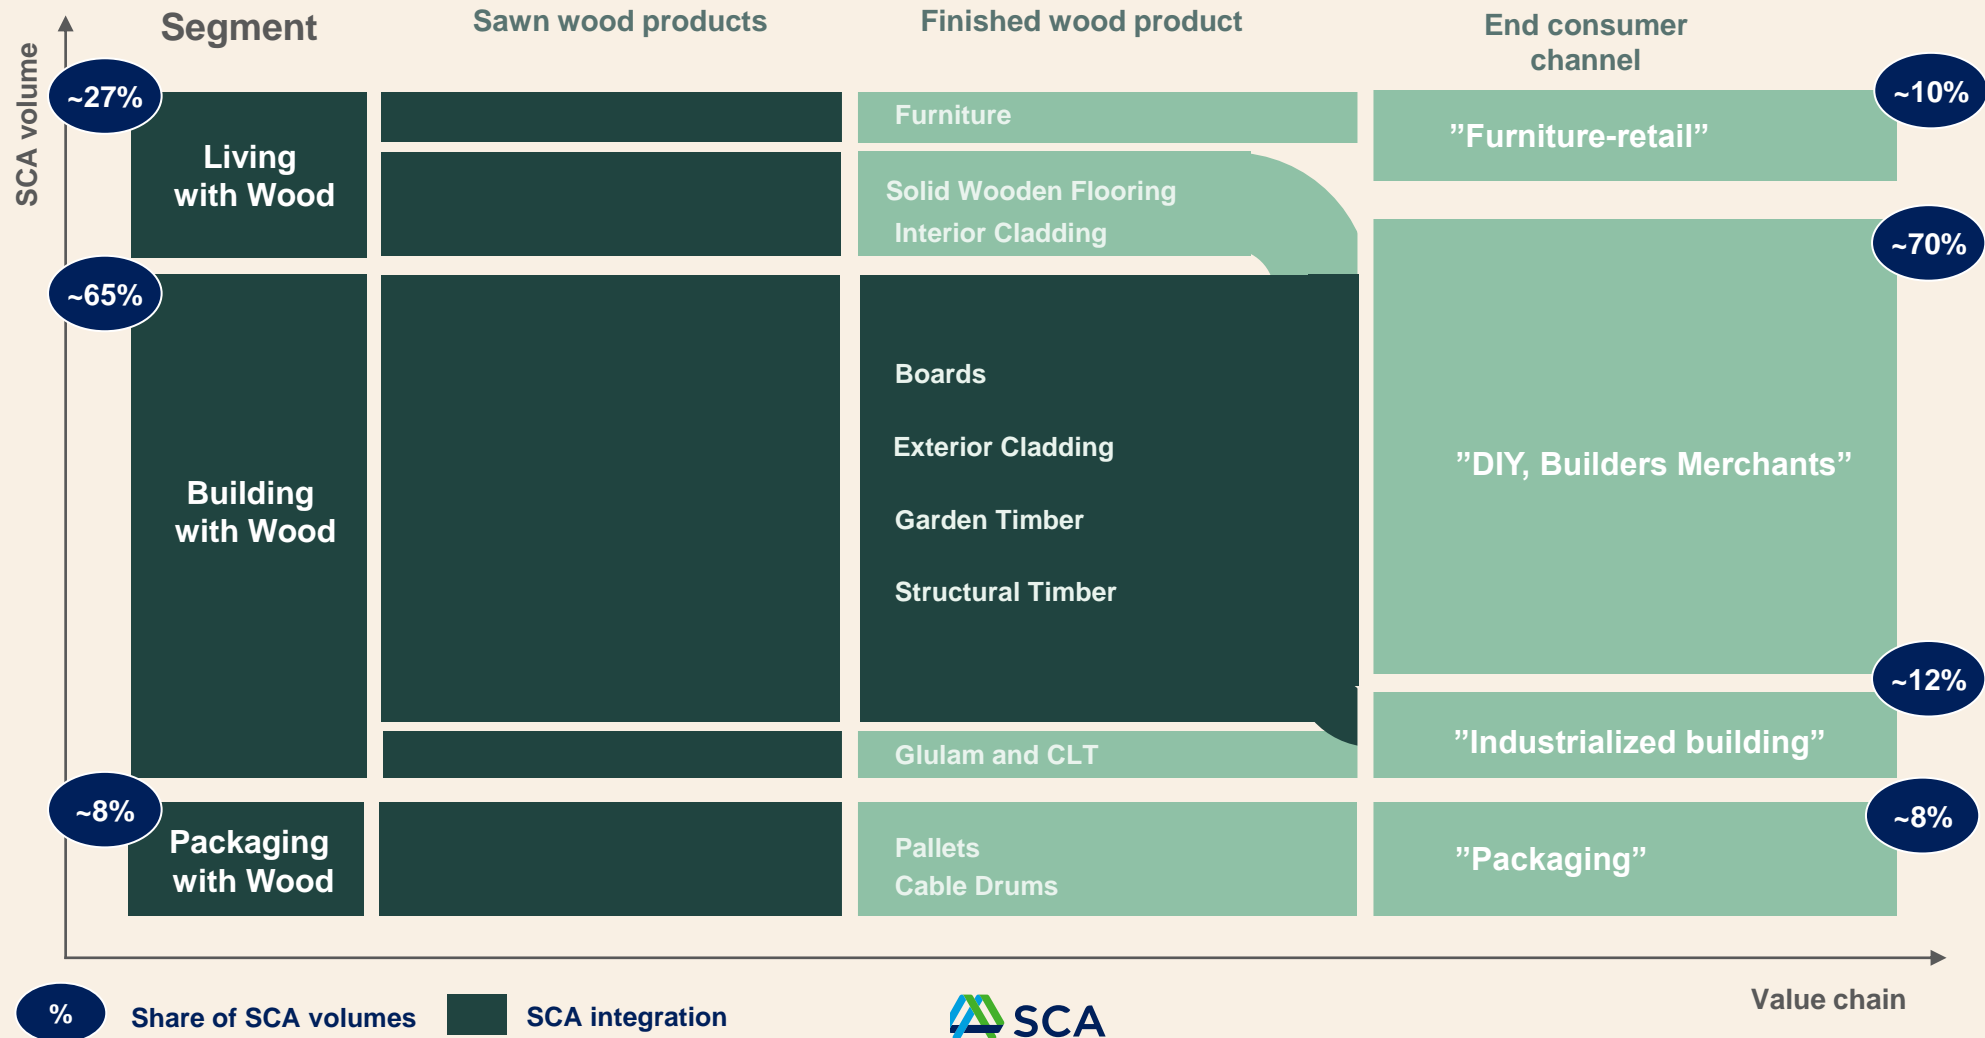 SCA volume
Segment
Sawn wood products
Finished wood product
End consumer
channel
~27%
Living
with Wood
Furniture
Solid Wooden Flooring
Interior Cladding
”Furniture-retail”
~10%
~65%
Building
with Wood
Boards
Exterior Cladding
Garden Timber
Structural Timber
Glulam and CLT
”DIY, Builders Merchants”
~70%
”Industrialized building”
~12%
~8%
Packaging
with Wood
Pallets
Cable Drums
”Packaging”
~8%
Value chain
%
Share of SCA volumes
SCA integration
SCA